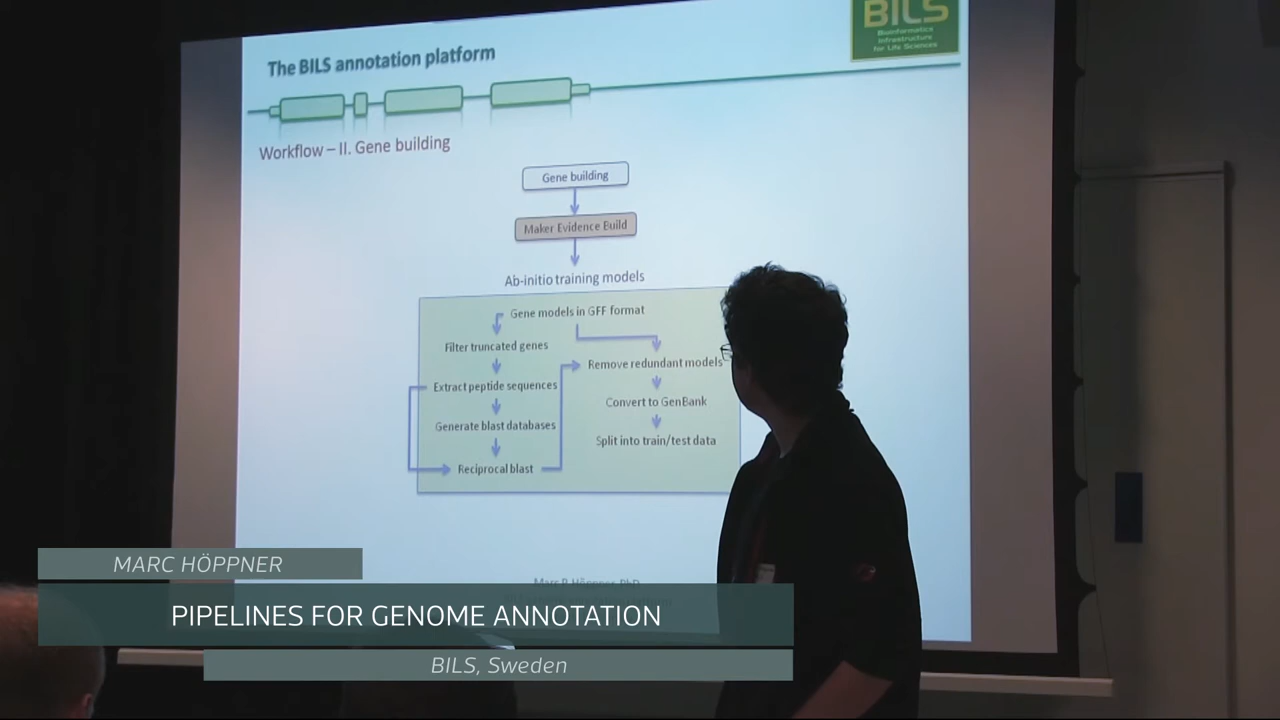 BILS
Bioinformatics
Infrastructure
for Life Sciences
The BILS annotation platform
Workflow – II. Gene building
Gene building
Maker Evidence Build
Ab-initio training models
Gene models in GFF format
Filter truncated genes
Extract peptide sequences
Generate blast databases
Reciprocal blast
Remove redundant models
Convert to GenBank
Split into train/test data
Marc P. Höppner, PhD
MARC HÖPPNER
PIPELINES FOR GENOME ANNOTATION
BILS, Sweden